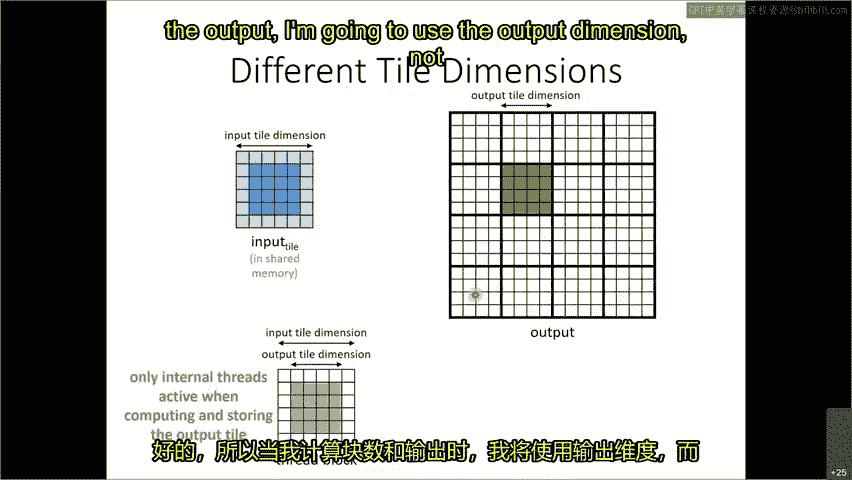 the output, I'm going to use the output dimension,
not
Different Tile Dimensions
output tile dimension
input tile dimension
input tile
(in shared
memory)
output
input tile dimension
output tile dimension
only internal threads
active when
computing and storing
the output tile
thread block
好的，所以当我计算块数和输出时，我将使用输出维度，而
+25